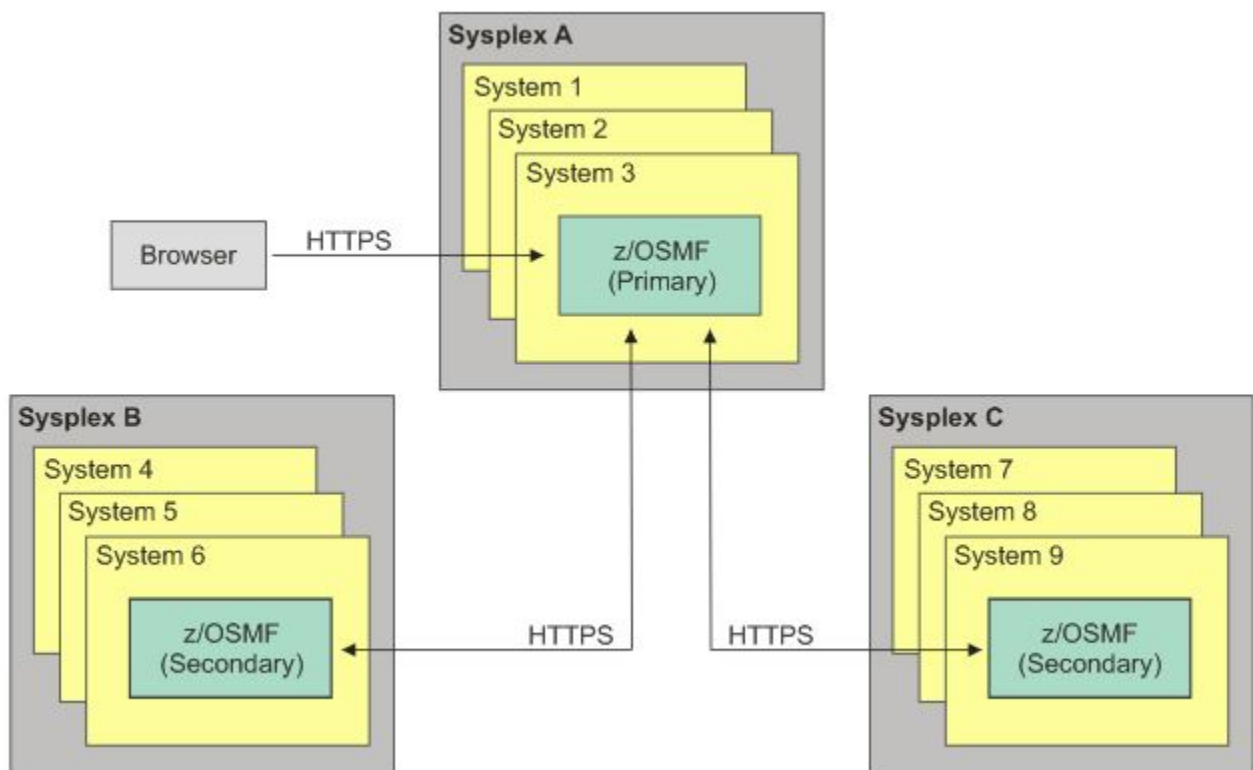 Sysplex A
System 1
System 2
System 3
Browser
HTTPS
z/OSMF
(Primary)
Sysplex B
System 4
System 5
System 6
z/OSMF
(Secondary)
HTTPS
HTTPS
Sysplex C
System 7
System 8
System 9
z/OSMF
(Secondary)